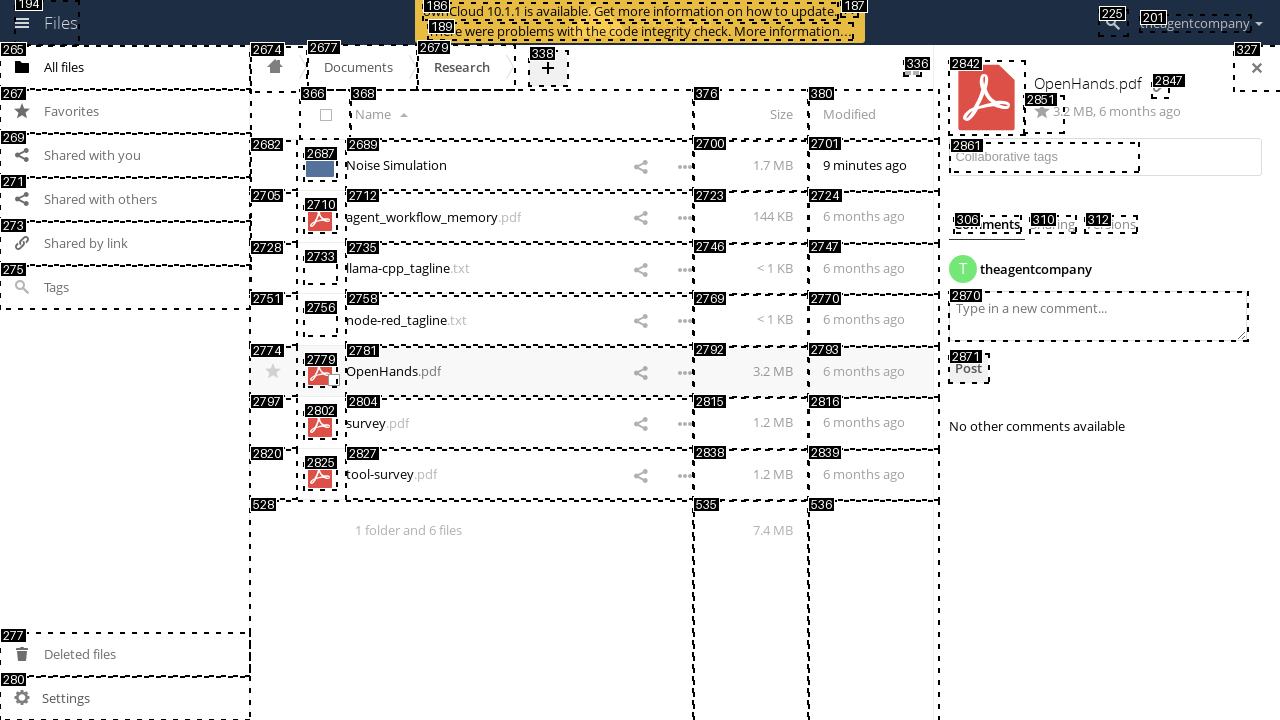 194
Files
186
ownCloud 10.1.1 is available. Get more information on how to update.
187
189
There were problems with the code integrity check. More information…
225
201
theagentcompany
265
All files
267
Favorites
269
Shared with you
271
Shared with others
273
Shared by link
275
Tags
277
Deleted files
280
Settings
2674
2677
Documents
2679
Research
338
+
336
366
368
Name
376
Size
380
Modified
2682
2687
2689
Noise Simulation
2700
1.7 MB
2701
9 minutes ago
2705
2710
2712
agent_workflow_memory.pdf
2723
144 KB
2724
6 months ago
2728
2733
2735
llama-cpp_tagline.txt
2746
< 1 KB
2747
6 months ago
2751
2756
2758
node-red_tagline.txt
2769
< 1 KB
2770
6 months ago
2774
2779
2781
OpenHands.pdf
2792
3.2 MB
2793
6 months ago
2797
2802
2804
survey.pdf
2815
1.2 MB
2816
6 months ago
2820
2825
2827
tool-survey.pdf
2838
1.2 MB
2839
6 months ago
528
1 folder and 6 files
535
7.4 MB
536
327
×
2842
OpenHands.pdf
2847
2851
3.2 MB, 6 months ago
2861
Collaborative tags
306
Comments
310
Sharing
312
Versions
T
theagentcompany
2870
Type in a new comment...
2871
Post
No other comments available